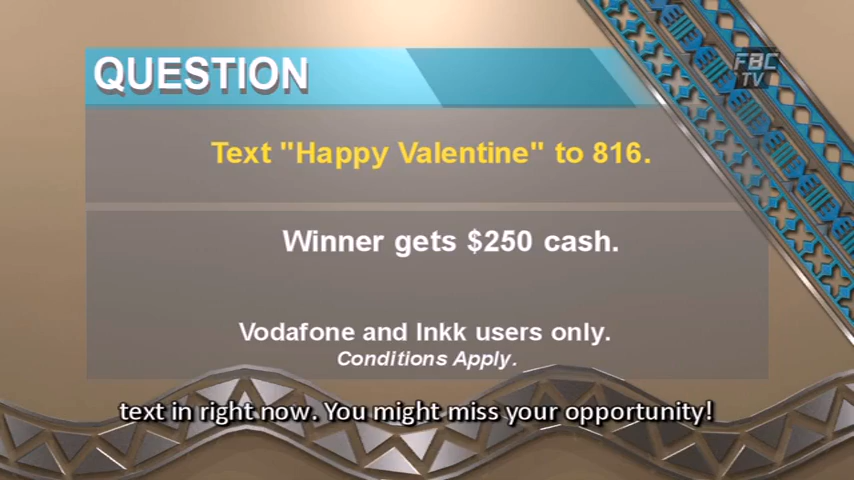 QUESTION
FBC
TV
Text "Happy Valentine" to 816.
Winner gets $250 cash.
Vodafone and Inkk users only.
Conditions Apply.
text in right now. You might miss your opportunity!